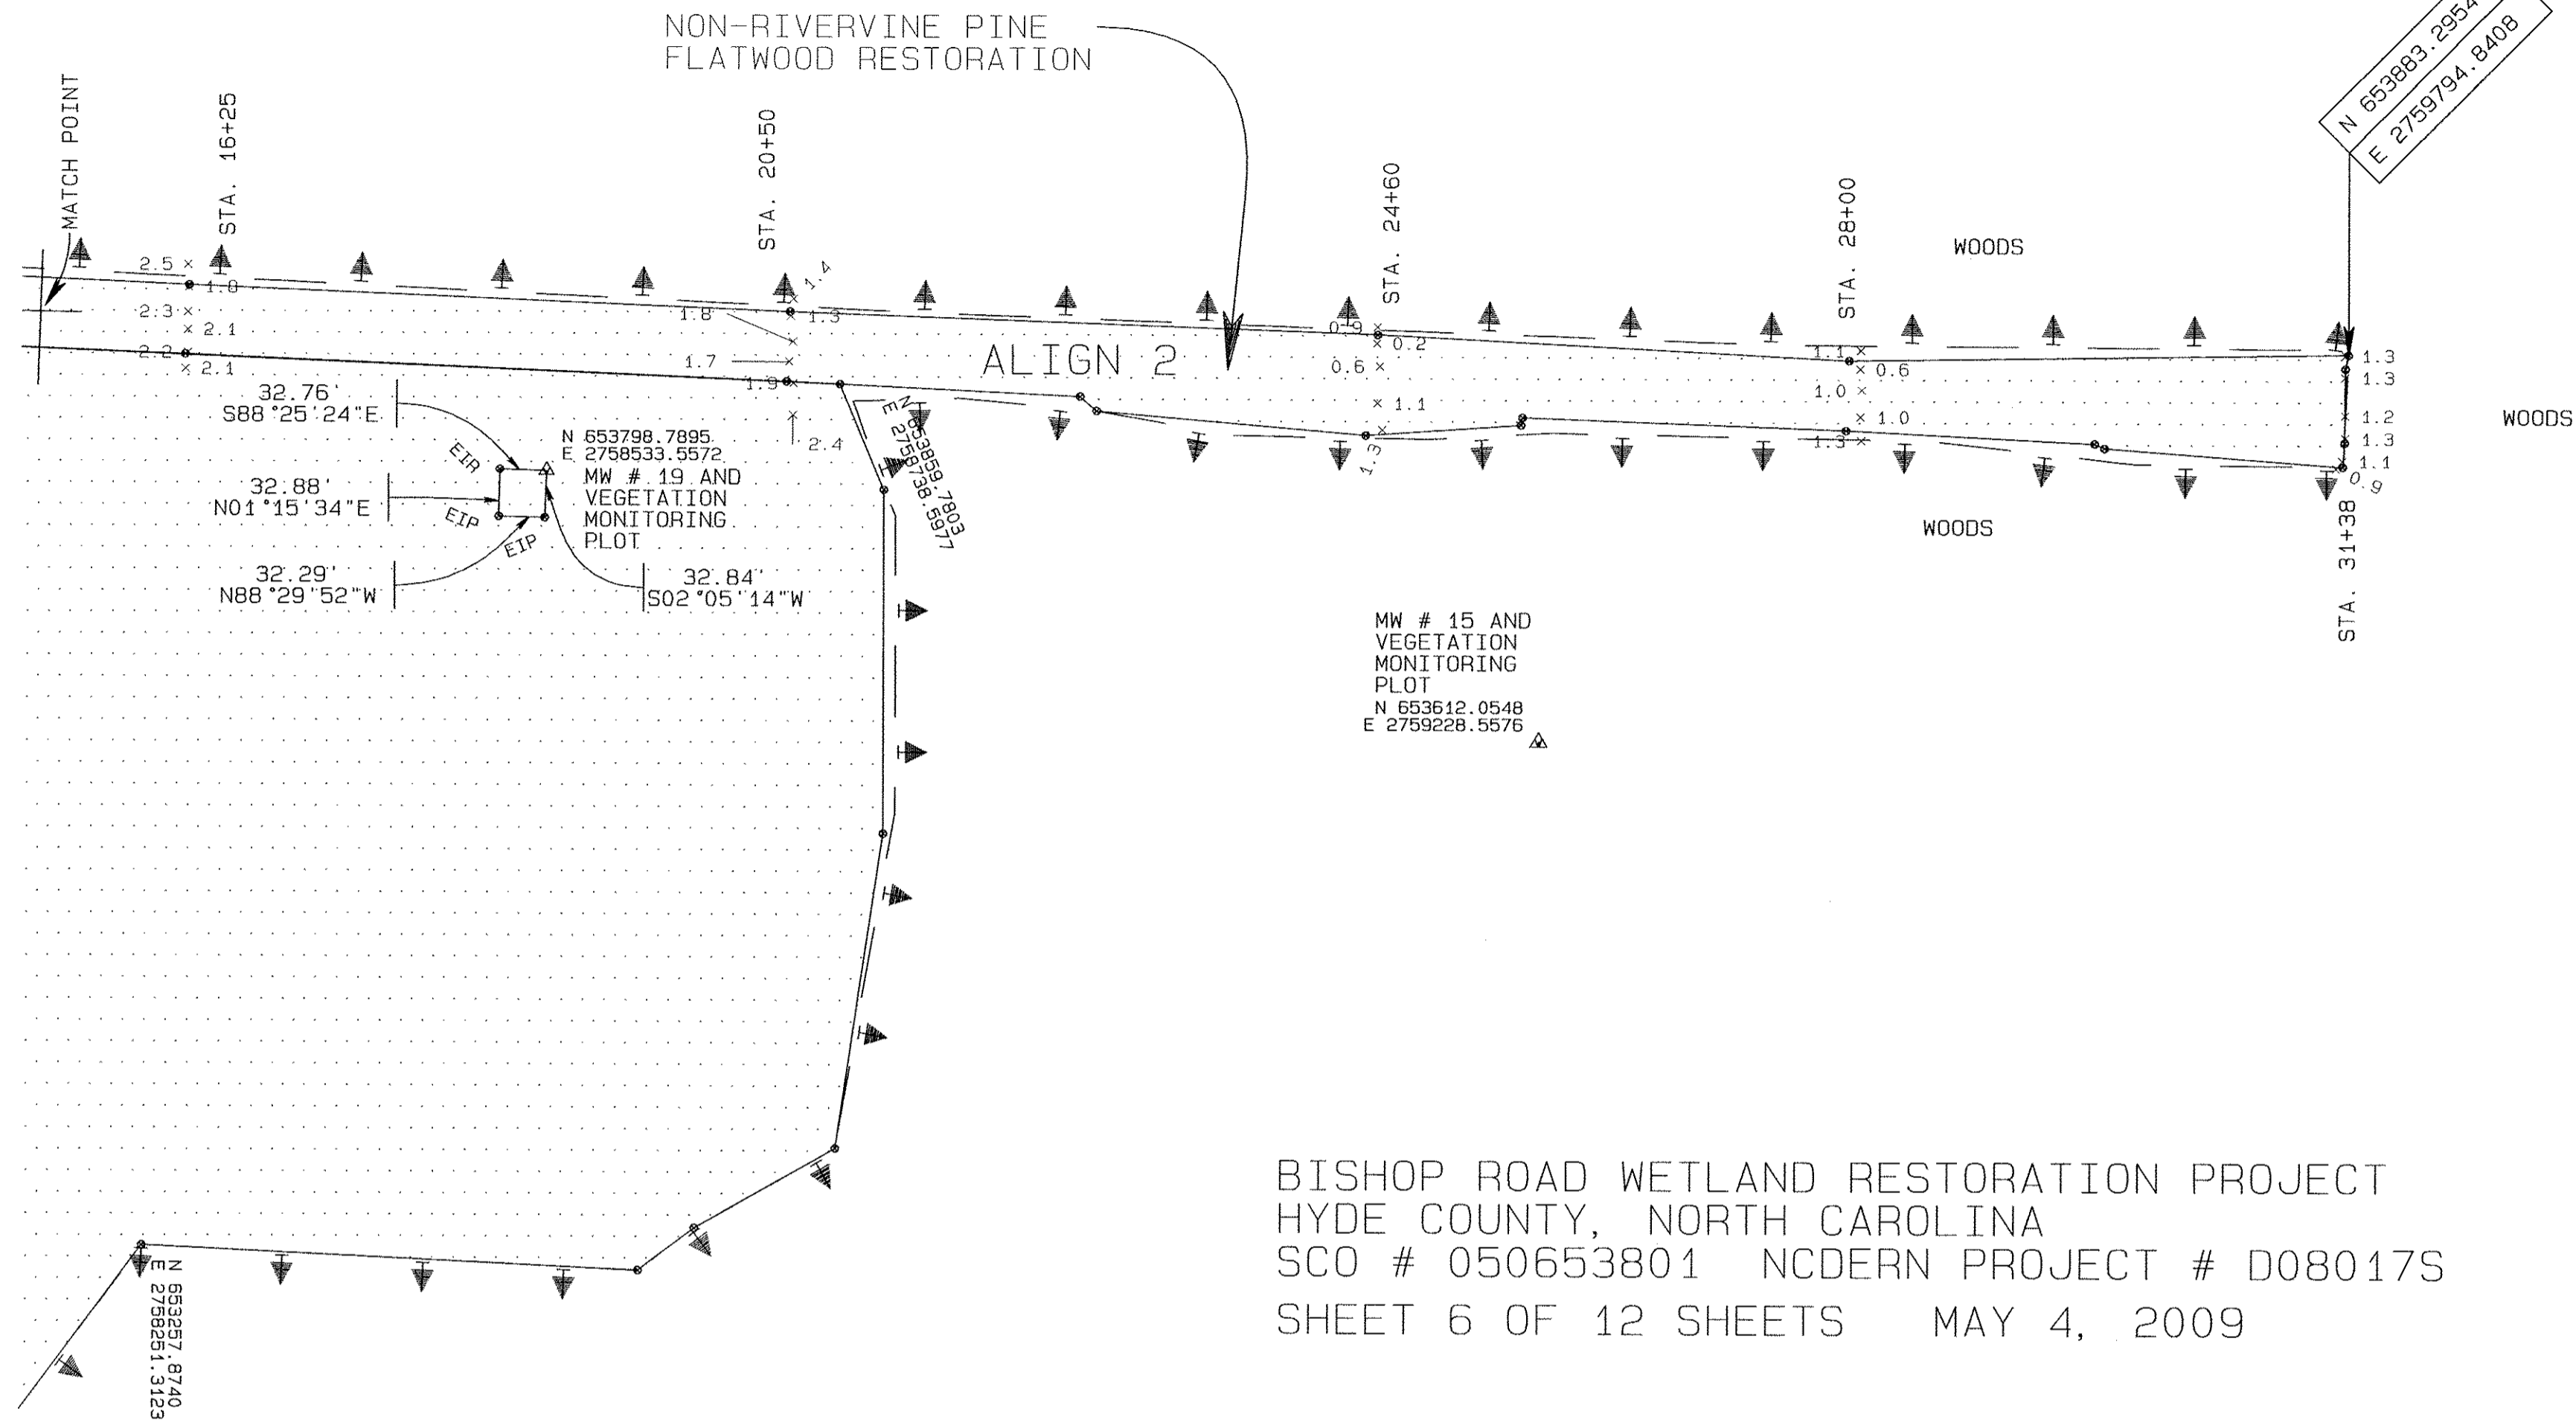 NON-RIVERVINE PINE
FLATWOOD RESTORATION
N 653883.2954
E 2759794.8408
MATCH POINT
STA. 16+25
STA. 20+50
STA. 24+60
STA. 28+00
WOODS
2.5
1.4
1.8
1.3
2.3
2.1
0.9
0.2
1.1
1.3
ALIGN 2
2.2
2.1
1.7
1.9
0.6
0.6
1.3
1.0
1.1
1.0
1.2
WOODS
2.4
1.3
1.3
1.3
1.1
0.9
32.76'
S88°25'24"E
EIR
N 653798.7895
E 2758533.5572
MW # 19 AND
VEGETATION
MONITORING
PLOT
N 653859.7803
E 2758738.5977
32.88'
N01°15'34"E
EIP
EIP
32.29'
N88°29'52"W
32.84'
S02°05'14"W
WOODS
STA. 31+38
MW # 15 AND
VEGETATION
MONITORING
PLOT
N 653612.0548
E 2759228.5576
N 653257.8740
E 2758251.3123
BISHOP ROAD WETLAND RESTORATION PROJECT
HYDE COUNTY, NORTH CAROLINA
SCO # 050653801 NCDERN PROJECT # D08017S
SHEET 6 OF 12 SHEETS MAY 4, 2009